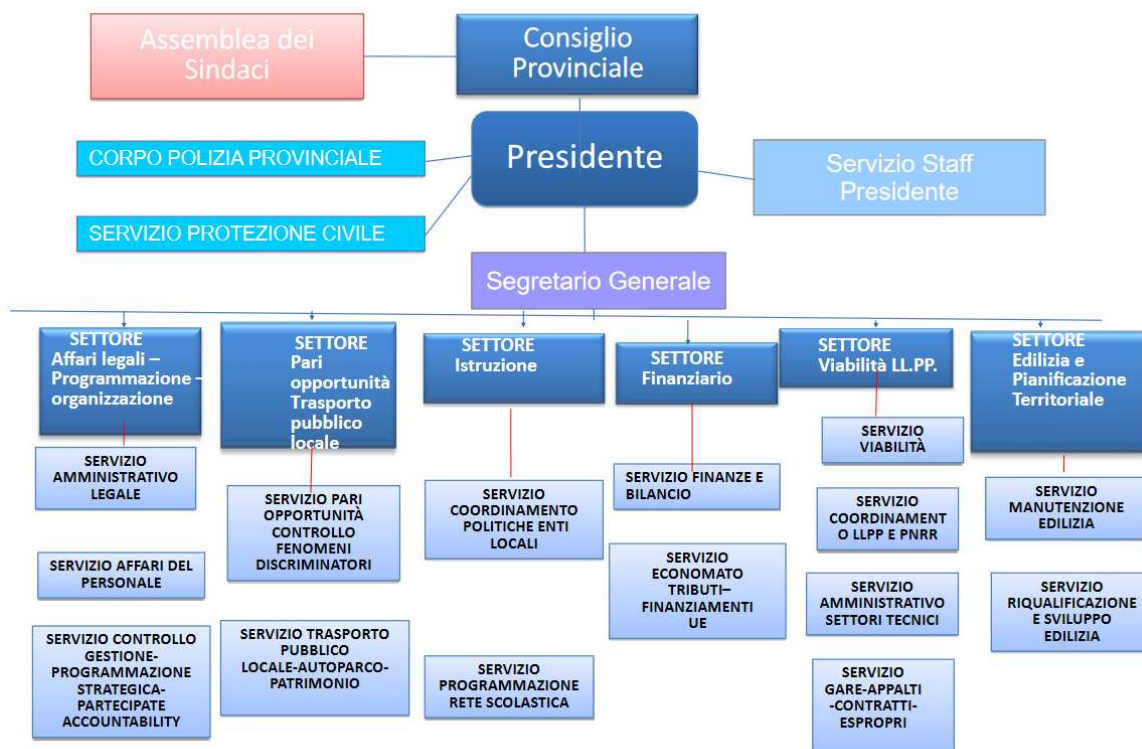 Assemblea dei
Sindaci
Consiglio
Provinciale
CORPO POLIZIA PROVINCIALE
Presidente
Servizio Staff
Presidente
SERVIZIO PROTEZIONE CIVILE
Segretario Generale
SETTORE
Affari legali –
Programmazione –
organizzazione
SERVIZIO
AMMINISTRATIVO
LEGALE
SERVIZIO AFFARI DEL
PERSONALE
SERVIZIO CONTROLLO
GESTIONE-
PROGRAMMAZIONE
STRATEGICA-
PARTECIPATE
ACCOUNTABILITY
SETTORE
Pari
opportunità
Trasporto
pubblico
locale
SERVIZIO PARI
OPPORTUNITÀ
CONTROLLO
FENOMENI
DISCRIMINATORI
SERVIZIO TRASPORTO
PUBBLICO
LOCALE-AUTOPARCO-
PATRIMONIO
SETTORE
Istruzione
SERVIZIO
COORDINAMENTO
POLITICHE ENTI
LOCALI
SERVIZIO
PROGRAMMAZIONE
RETE SCOLASTICA
SETTORE
Finanziario
SERVIZIO FINANZE E
BILANCIO
SERVIZIO
ECONOMATO
TRIBUTI–
FINANZIAMENTI
UE
SETTORE
Viabilità LL.PP.
SERVIZIO
VIABILITÀ
SERVIZIO
COORDINAMENT
O LLPP E PNRR
SERVIZIO
AMMINISTRATIVO
SETTORI TECNICI
SERVIZIO
GARE-APPALTI
-CONTRATTI-
ESPROPRI
SETTORE
Edilizia e
Pianificazione
Territoriale
SERVIZIO
MANUTENZIONE
EDILIZIA
SERVIZIO
RIQUALIFICAZIONE
E SVILUPPO
EDILIZIA